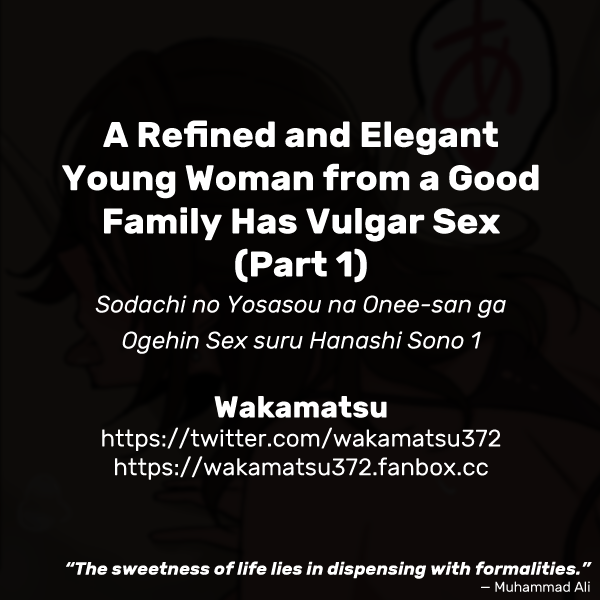 あ
A Refined and Elegant
Young Woman from a Good
Family Has Vulgar Sex
(Part 1)
Sodachi no Yosasou na Onee-san ga
Ogehin Sex suru Hanashi Sono 1
Wakamatsu
https://twitter.com/wakamatsu372
https://wakamatsu372.fanbox.cc
“The sweetness of life lies in dispensing with formalities.”
— Muhammad Ali